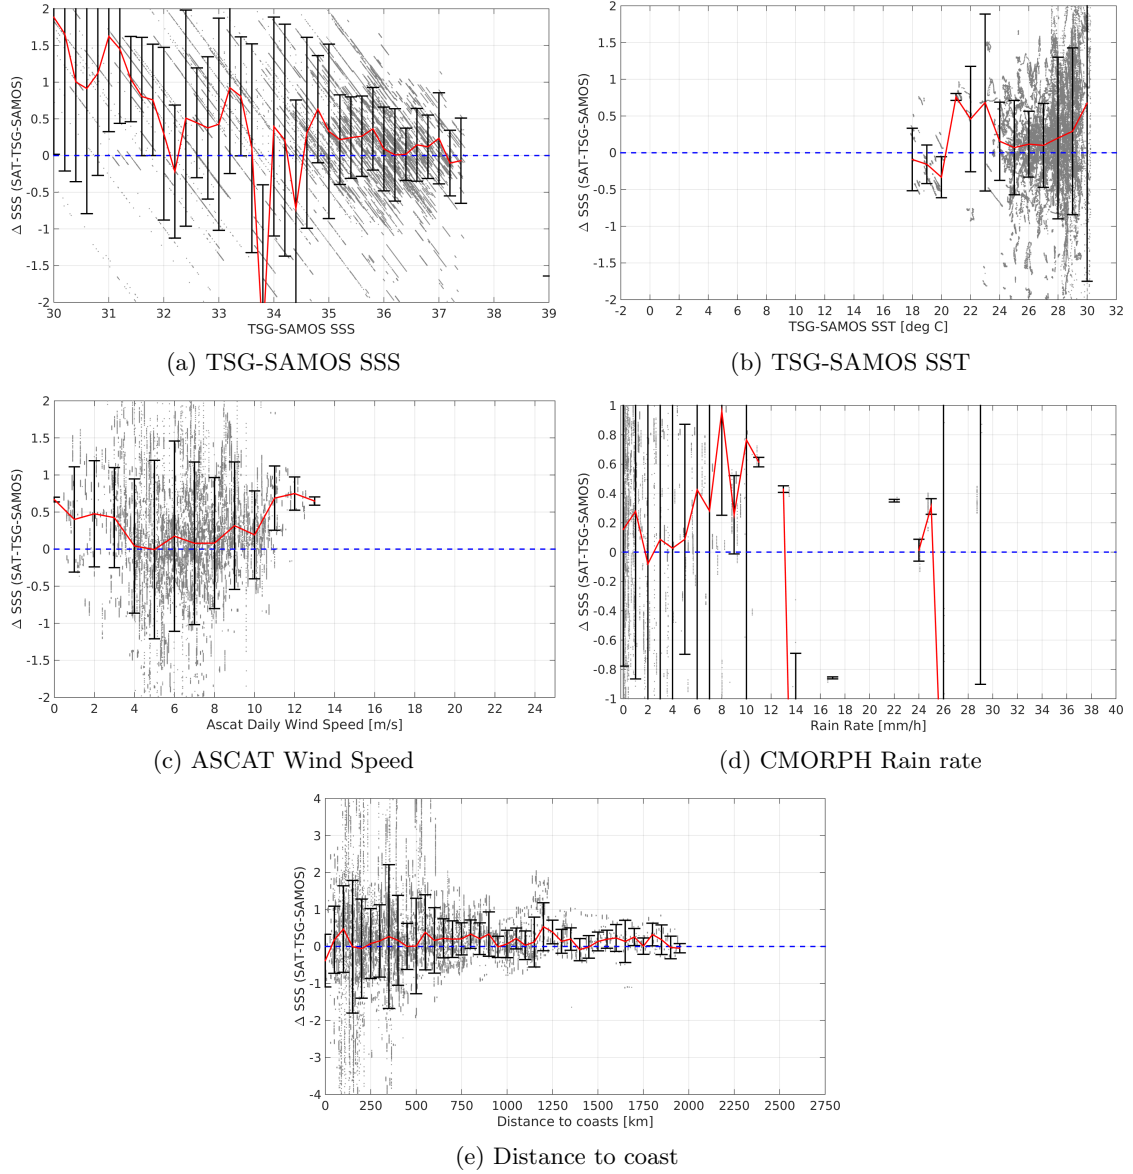 2
1.5
1
0.5
0
-0.5
-1
-1.5
-2
Δ SSS (SAT-TSG-SAMOS)
30 31 32 33 34 35 36 37 38 39
TSG-SAMOS SSS
(a) TSG-SAMOS SSS
2
1.5
1
0.5
0
-0.5
-1
-1.5
-2
Δ SSS (SAT-TSG-SAMOS)
-2 0 2 4 6 8 10 12 14 16 18 20 22 24 26 28 30 32
TSG-SAMOS SST [deg C]
(b) TSG-SAMOS SST
2
1.5
1
0.5
0
-0.5
-1
-1.5
-2
Δ SSS (SAT-TSG-SAMOS)
0 2 4 6 8 10 12 14 16 18 20 22 24
Ascat Daily Wind Speed [m/s]
(c) ASCAT Wind Speed
1
0.8
0.6
0.4
0.2
0
-0.2
-0.4
-0.6
-0.8
-1
Δ SSS (SAT-TSG-SAMOS)
0 2 4 6 8 10 12 14 16 18 20 22 24 26 28 30 32 34 36 38 40
Rain Rate [mm/h]
(d) CMORPH Rain rate
4
3
2
1
0
-1
-2
-3
-4
Δ SSS (SAT-TSG-SAMOS)
0 250 500 750 1000 1250 1500 1750 2000 2250 2500 2750
Distance to coasts [km]
(e) Distance to coast